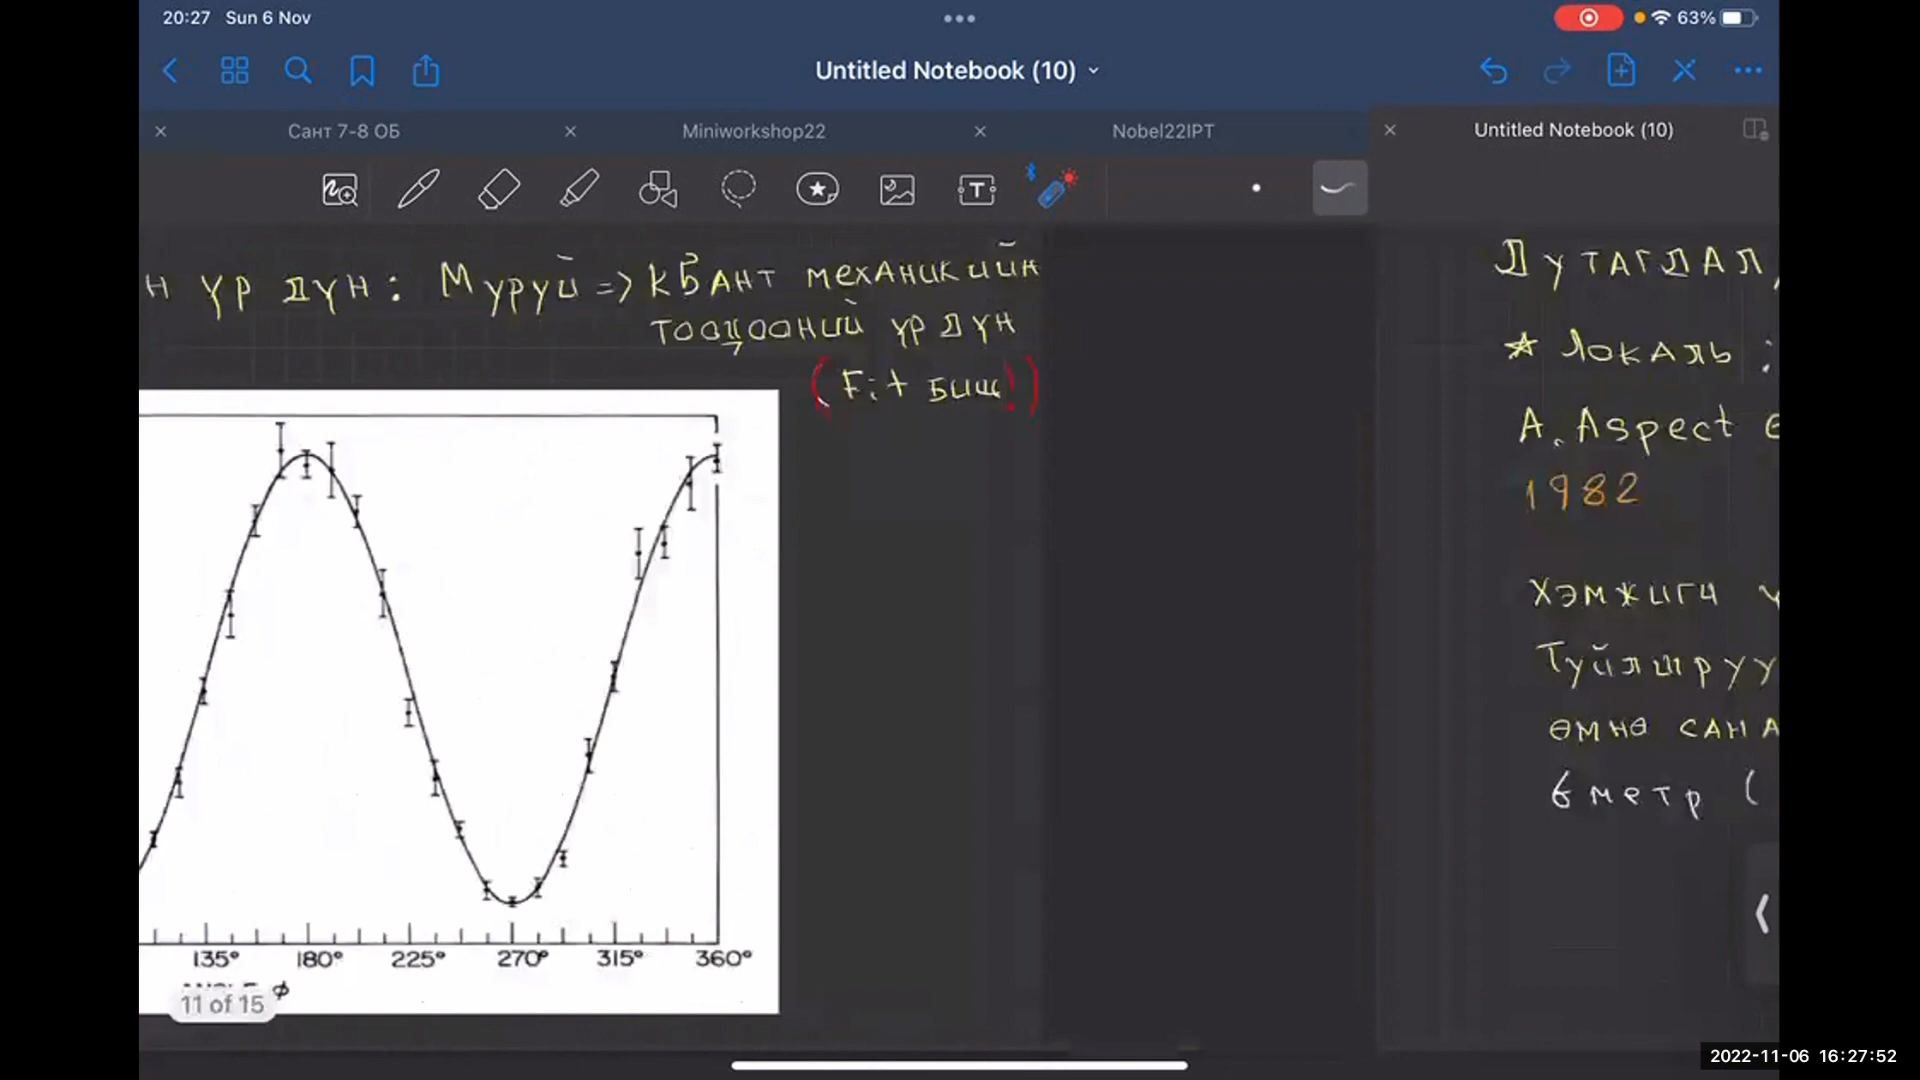 20:27 Sun 6 Nov
63%
Untitled Notebook (10)
Сант 7-8 ОБ
Miniworkshop22
Nobel22IPT
Untitled Notebook (10)
Н ҮР ДҮН: Муруй => КВАНТ МЕХАНИКИЙН
ТООЦООНЫЙ ҮР ДҮН
(Fit БИШ!)
135° 180° 225° 270° 315° 360°
ϕ
11 of 15
ДУТАГДАЛ,
* Локаль:
A. Aspect
1982
ХЭМЖИГЧ
Туйлшруу
ӨМНӨ САНА
6 метр (
2022-11-06 16:27:52